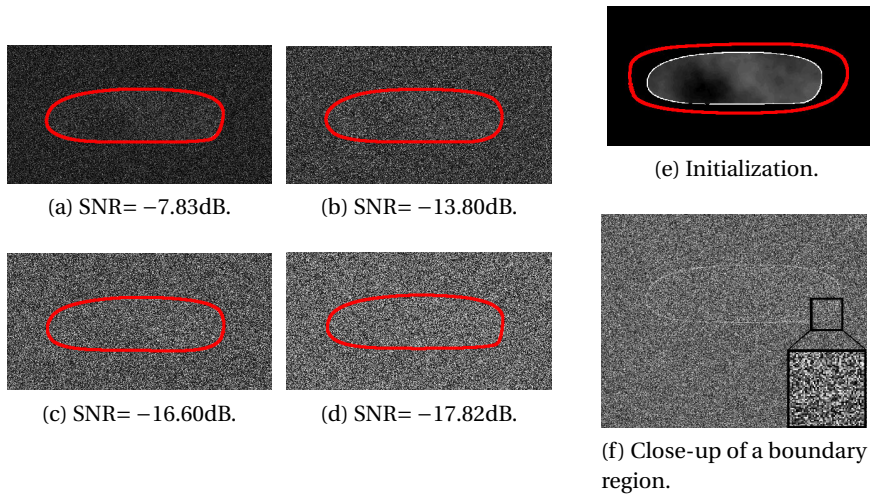 (a) SNR= −7.83dB.
(b) SNR= −13.80dB.
(c) SNR= −16.60dB.
(d) SNR= −17.82dB.
(e) Initialization.
(f) Close-up of a boundary
region.